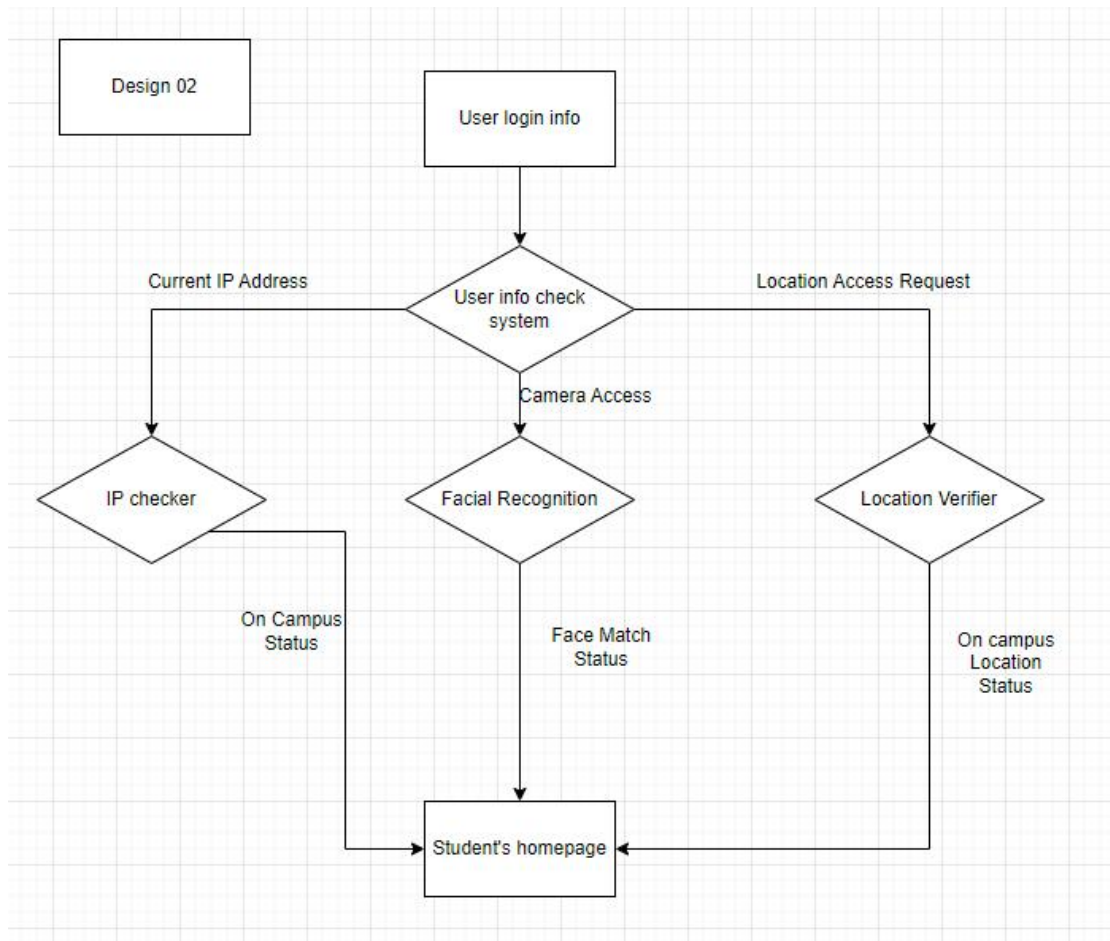 Design 02
User login info
Current IP Address
User info check
system
Location Access Request
Camera Access
IP checker
Facial Recognition
Location Verifier
On Campus
Status
Face Match
Status
On campus
Location
Status
Student's homepage